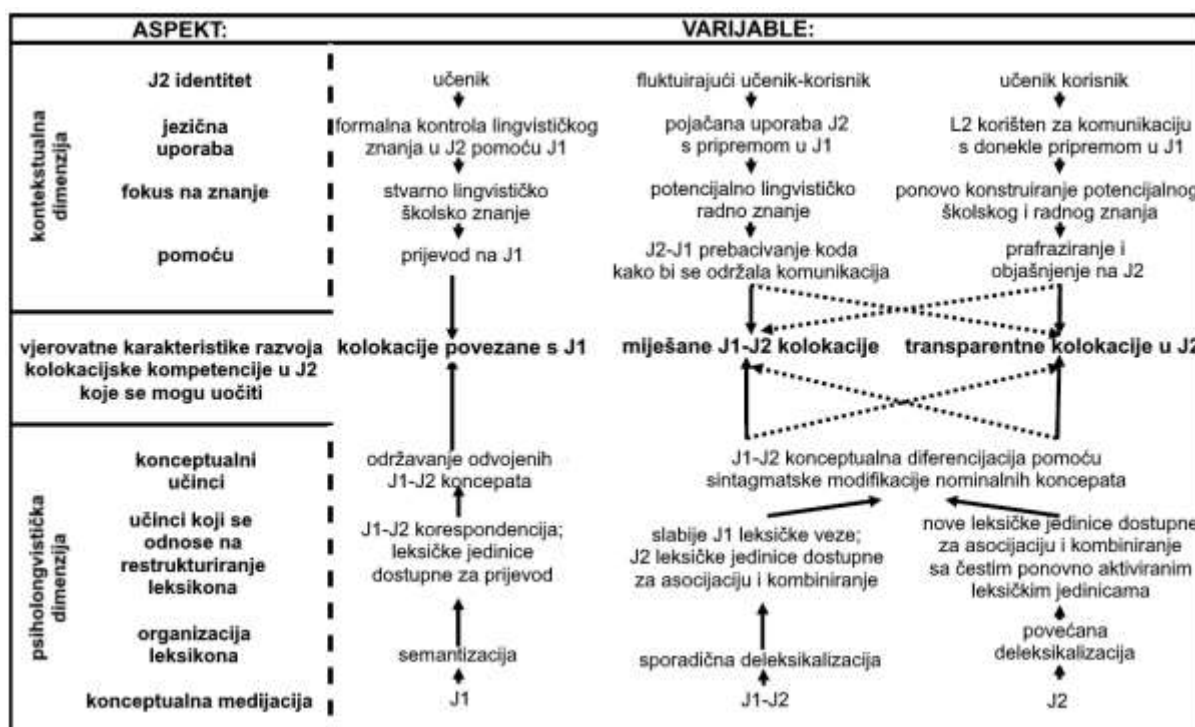 ASPEKT: VARIJABLE:
kontekstualna
dimenzija
J2 identitet
učenik
fluktuirajući učenik-korisnik
učenik korisnik
jezična
uporaba
formalna kontrola lingvističkog
znanja u J2 pomoću J1
pojačana uporaba J2
s pripremom u J1
L2 korišten za komunikaciju
s donekle pripremom u J1
fokus na znanje
stvarno lingvističko
školsko znanje
potencijalno lingvističko
radno znanje
ponovo konstruiranje potencijalnog
školskog i radnog znanja
pomoću
prijevod na J1
J2-J1 prebacivanje koda
kako bi se održala komunikacija
prafraziranje i
objašnjenje na J2
vjerovatne karakteristike razvoja
kolokacijske kompetencije u J2
koje se mogu uočiti
kolokacije povezane s J1
miješane J1-J2 kolokacije
transparentne kolokacije u J2
psiholongvistička
dimenzija
konceptualni
učinci
održavanje odvojenih
J1-J2 koncepata
J1-J2 konceptualna diferencijacija pomoću
sintagmatske modifikacije nominalnih koncepata
učinci koji se
odnose na
restrukturiranje
leksikona
J1-J2 korespondencija;
leksičke jedinice
dostupne za prijevod
slabije J1 leksičke veze;
J2 leksičke jedinice dostupne
za asocijaciju i kombiniranje
nove leksičke jedinice dostupne
za asocijaciju i kombiniranje
sa čestim ponovno aktiviranim
leksičkim jedinicama
organizacija
leksikona
semantizacija
sporadična deleksikalizacija
povećana
deleksikalizacija
konceptualna medijacija
J1
J1-J2
J2